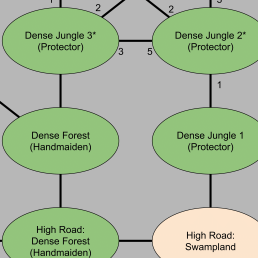 1
2
2
3
Dense Jungle 3*
(Protector)
3
5
Dense Jungle 2*
(Protector)
1
Dense Forest
(Handmaiden)
Dense Jungle 1
(Protector)
High Road:
Dense Forest
(Handmaiden)
High Road:
Swampland